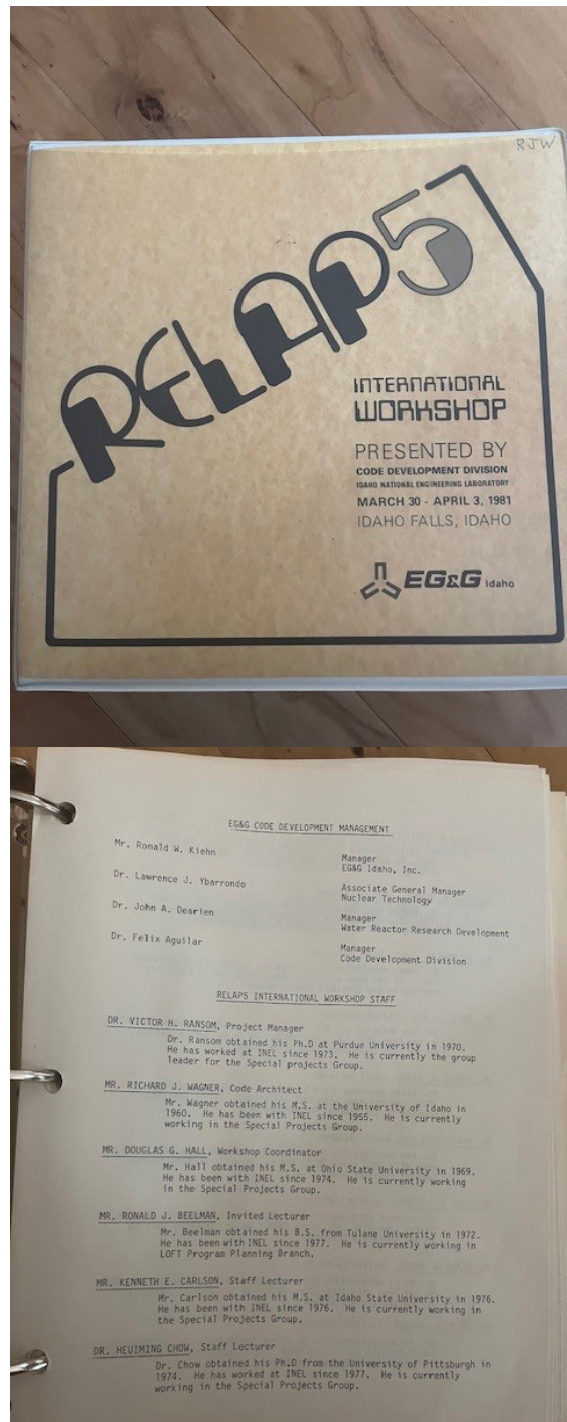 RJW
RELAP5
INTERNATIONAL
WORKSHOP
PRESENTED BY
CODE DEVELOPMENT DIVISION
IDAHO NATIONAL ENGINEERING LABORATORY
MARCH 30 - APRIL 3, 1981
IDAHO FALLS, IDAHO
EG&G Idaho
EG&G CODE DEVELOPMENT MANAGEMENT
Mr. Ronald W. Kiehn
Manager
EG&G Idaho, Inc.
Dr. Lawrence J. Ybarrondo
Associate General Manager
Nuclear Technology
Dr. John A. Dearien
Manager
Water Reactor Research Development
Dr. Felix Aguilar
Manager
Code Development Division
RELAP5 INTERNATIONAL WORKSHOP STAFF
DR. VICTOR H. RANSOM, Project Manager
Dr. Ransom obtained his Ph.D at Purdue University in 1970.
He has worked at INEL since 1973. He is currently the group
leader for the Special projects Group.
MR. RICHARD J. WAGNER, Code Architect
Mr. Wagner obtained his M.S. at the University of Idaho in
1960. He has been with INEL since 1955. He is currently
working in the Special Projects Group.
MR. DOUGLAS G. HALL, Workshop Coordinator
Mr. Hall obtained his M.S. at Ohio State University in 1969.
He has been with INEL since 1974. He is currently working
in the Special Projects Group.
MR. RONALD J. BEELMAN, Invited Lecturer
Mr. Beelman obtained his B.S. from Tulane University in 1972.
He has been with INEL since 1977. He is currently working in
LOFT Program Planning Branch.
MR. KENNETH E. CARLSON, Staff Lecturer
Mr. Carlson obtained his M.S. at Idaho State University in 1976.
He has been with INEL since 1976. He is currently working in
the Special Projects Group.
DR. HEUIMING CHOW, Staff Lecturer
Dr. Chow obtained his Ph.D from the University of Pittsburgh in
1974. He has worked at INEL since 1977. He is currently
working in the Special Projects Group.